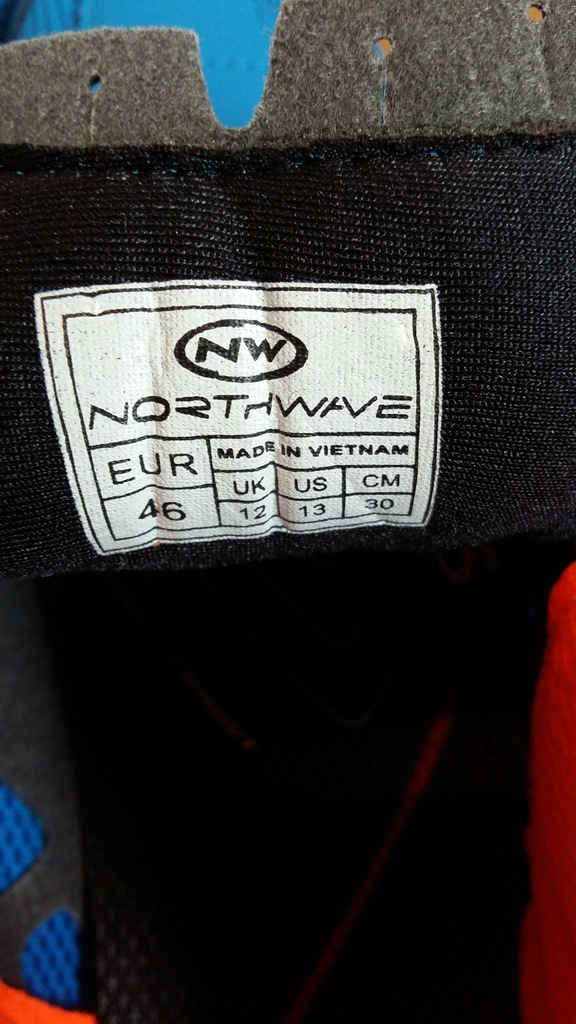 NW
NORTHWAVE
EUR MADE IN VIETNAM
UK US CM
46 12 13 30